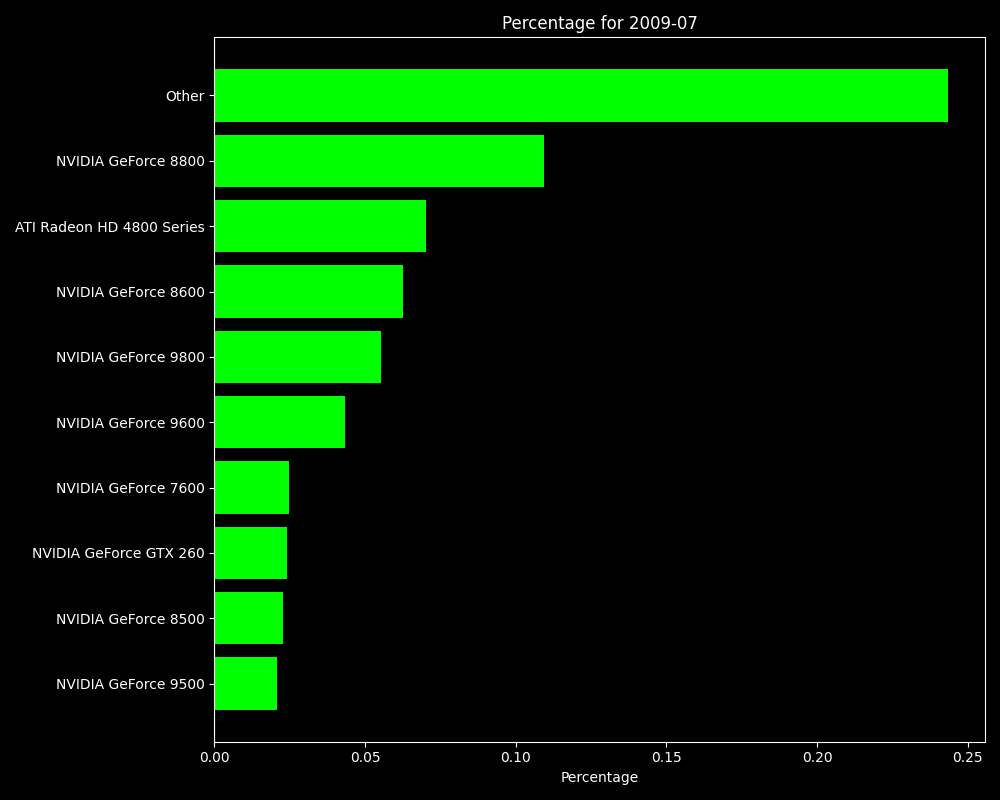 Percentage for 2009-07
Other
NVIDIA GeForce 8800
ATI Radeon HD 4800 Series
NVIDIA GeForce 8600
NVIDIA GeForce 9800
NVIDIA GeForce 9600
NVIDIA GeForce 7600
NVIDIA GeForce GTX 260
NVIDIA GeForce 8500
NVIDIA GeForce 9500
0.00 0.05 0.10 0.15 0.20 0.25
Percentage